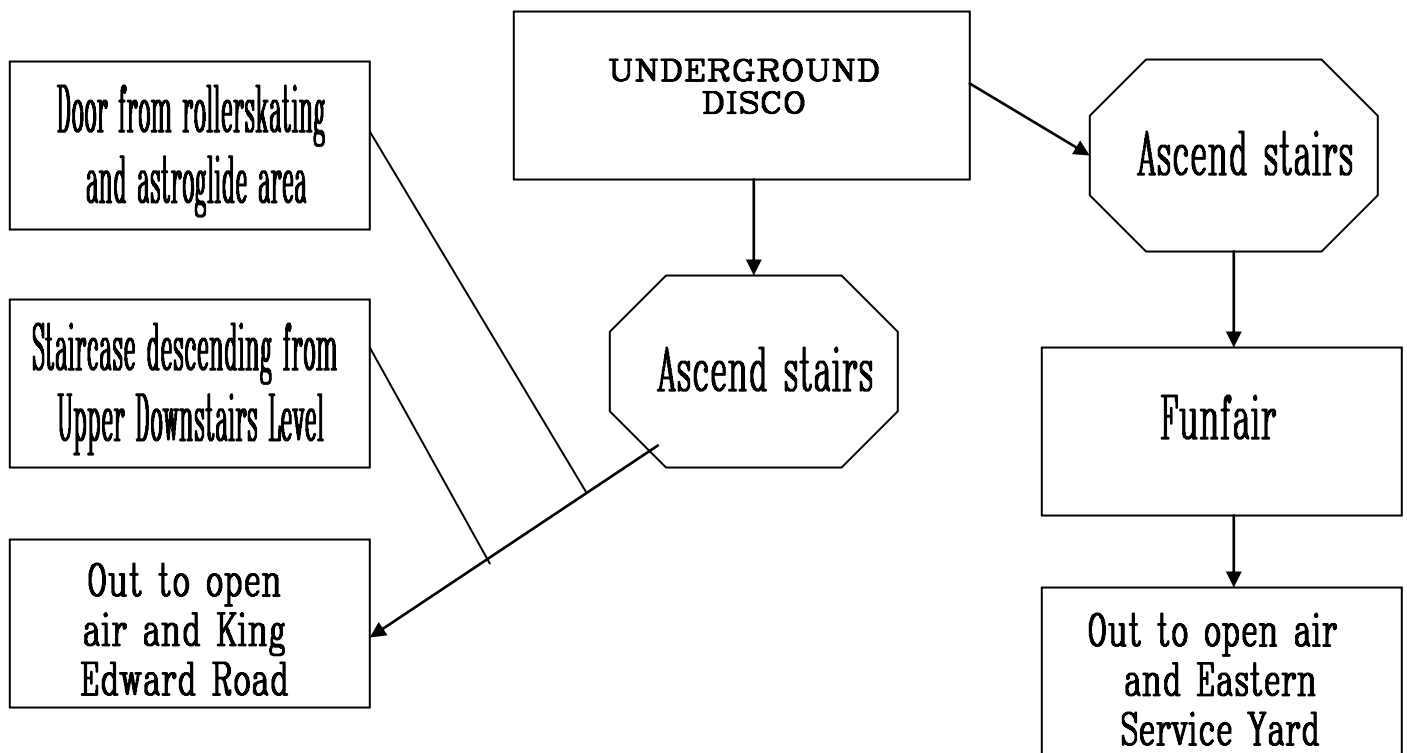 UNDERGROUND
DISCO
Door from rollerskating
and astroglide area
Ascend stairs
Staircase descending from
Upper Downstairs Level
Ascend stairs
Funfair
Out to open
air and King
Edward Road
Out to open air
and Eastern
Service Yard